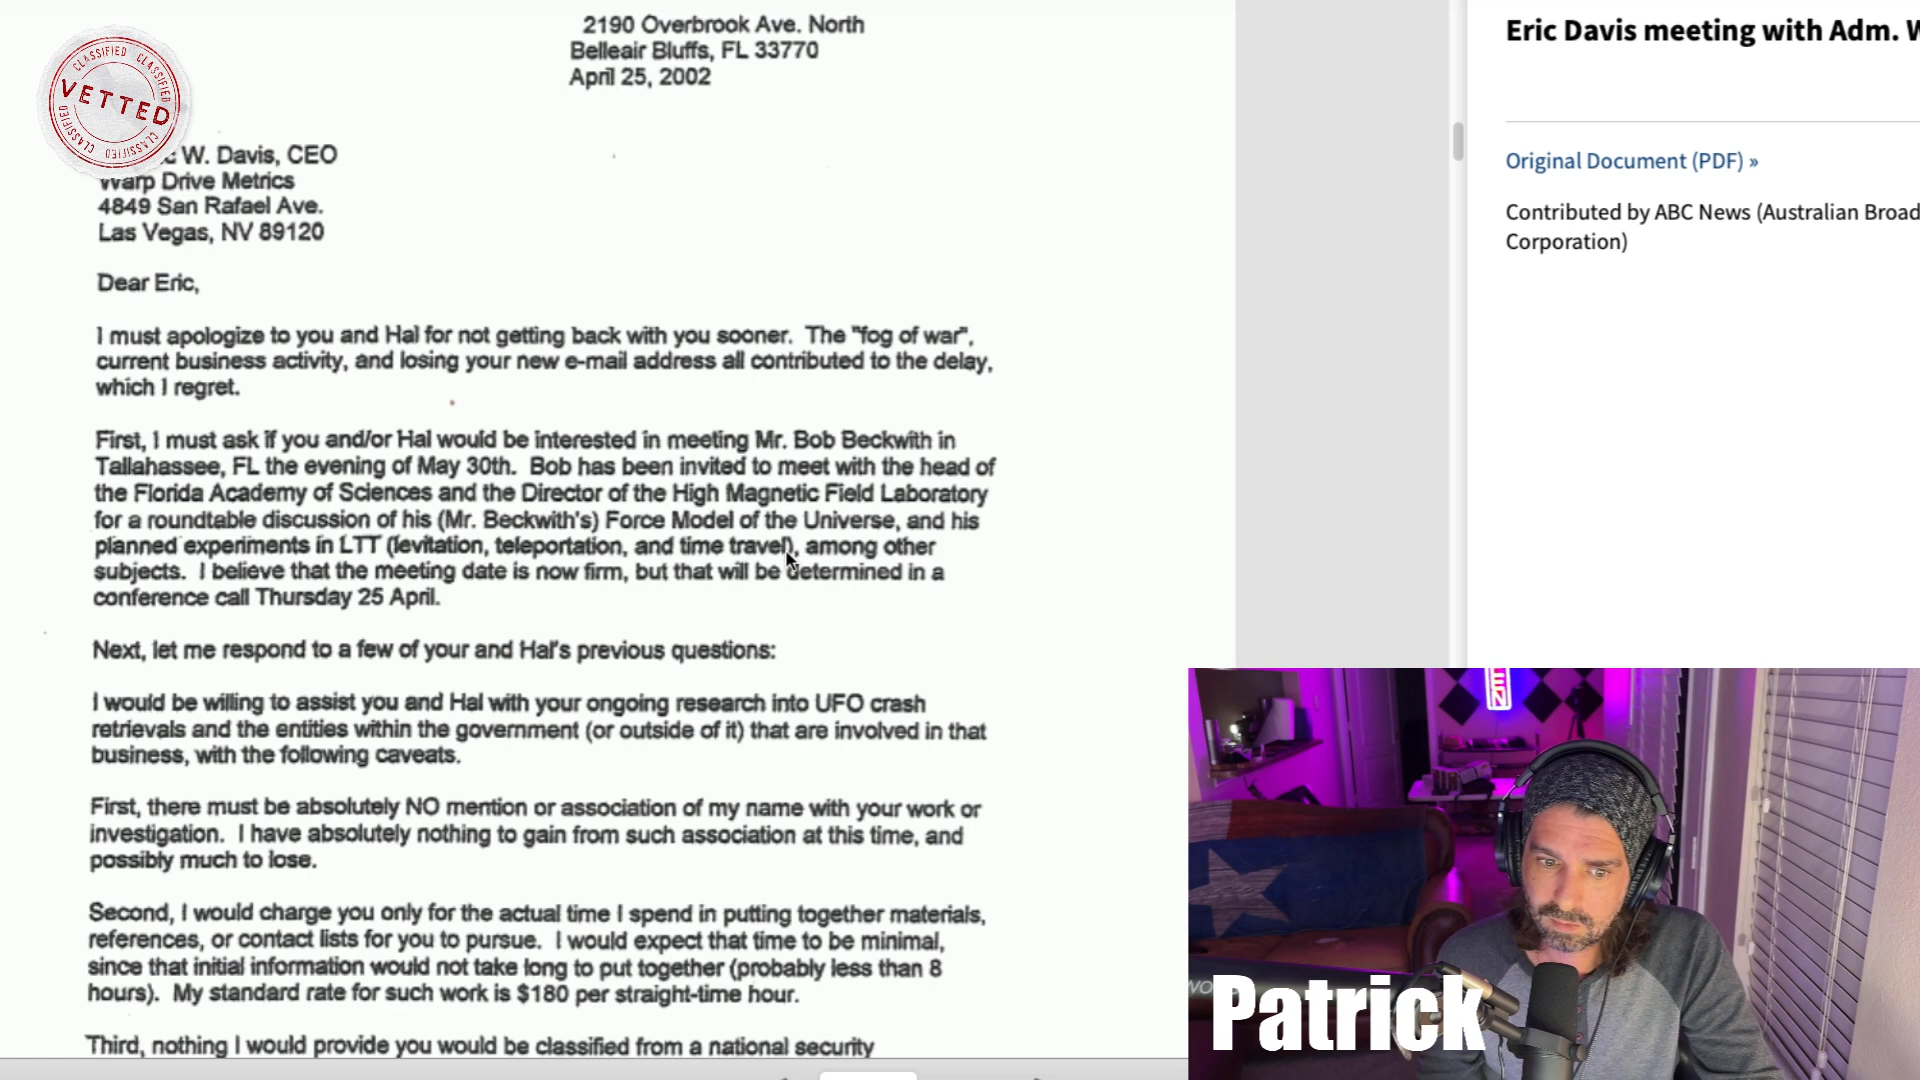 2190 Overbrook Ave. North
Belleair Bluffs, FL 33770
April 25, 2002
CLASSIFIED CLASSIFIED
VETTED
CLASSIFIED CLASSIFIED
W. Davis, CEO
Warp Drive Metrics
4849 San Rafael Ave.
Las Vegas, NV 89120
Dear Eric,
I must apologize to you and Hal for not getting back with you sooner. The "fog of war",
current business activity, and losing your new e-mail address all contributed to the delay,
which I regret.
First, I must ask if you and/or Hal would be interested in meeting Mr. Bob Beckwith in
Tallahassee, FL the evening of May 30th. Bob has been invited to meet with the head of
the Florida Academy of Sciences and the Director of the High Magnetic Field Laboratory
for a roundtable discussion of his (Mr. Beckwith's) Force Model of the Universe, and his
planned experiments in LTT (levitation, teleportation, and time travel), among other
subjects. I believe that the meeting date is now firm, but that will be determined in a
conference call Thursday 25 April.
Next, let me respond to a few of your and Hal's previous questions:
I would be willing to assist you and Hal with your ongoing research into UFO crash
retrievals and the entities within the government (or outside of it) that are involved in that
business, with the following caveats.
First, there must be absolutely NO mention or association of my name with your work or
investigation. I have absolutely nothing to gain from such association at this time, and
possibly much to lose.
Second, I would charge you only for the actual time I spend in putting together materials,
references, or contact lists for you to pursue. I would expect that time to be minimal,
since that initial information would not take long to put together (probably less than 8
hours). My standard rate for such work is $180 per straight-time hour.
Third, nothing I would provide you would be classified from a national security
Eric Davis meeting with Adm. W
Original Document (PDF) »
Contributed by ABC News (Australian Broad
Corporation)
Patrick